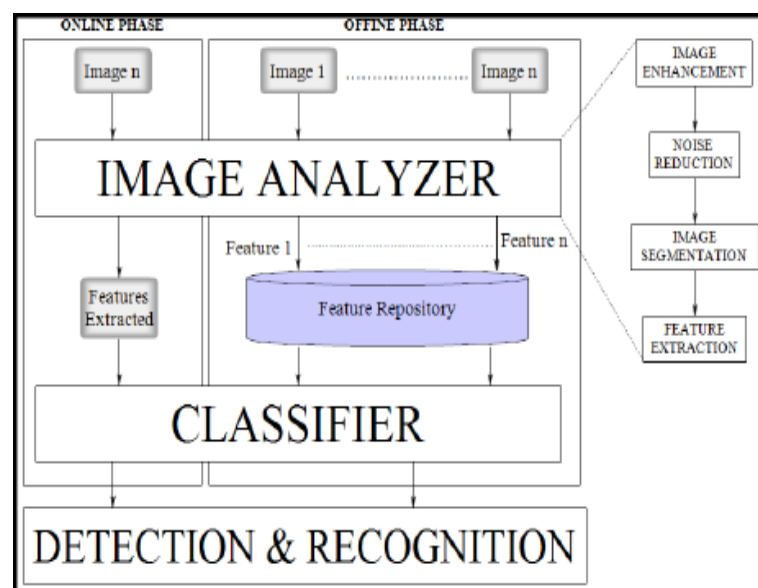 ONLINE PHASE
OFFINE PHASE
Image n
Image 1
Image n
IMAGE ANALYZER
Feature 1
Feature n
Features
Extracted
Feature Repository
CLASSIFIER
DETECTION & RECOGNITION
IMAGE
ENHANCEMENT
NOISE
REDUCTION
IMAGE
SEGMENTATION
FEATURE
EXTRACTION